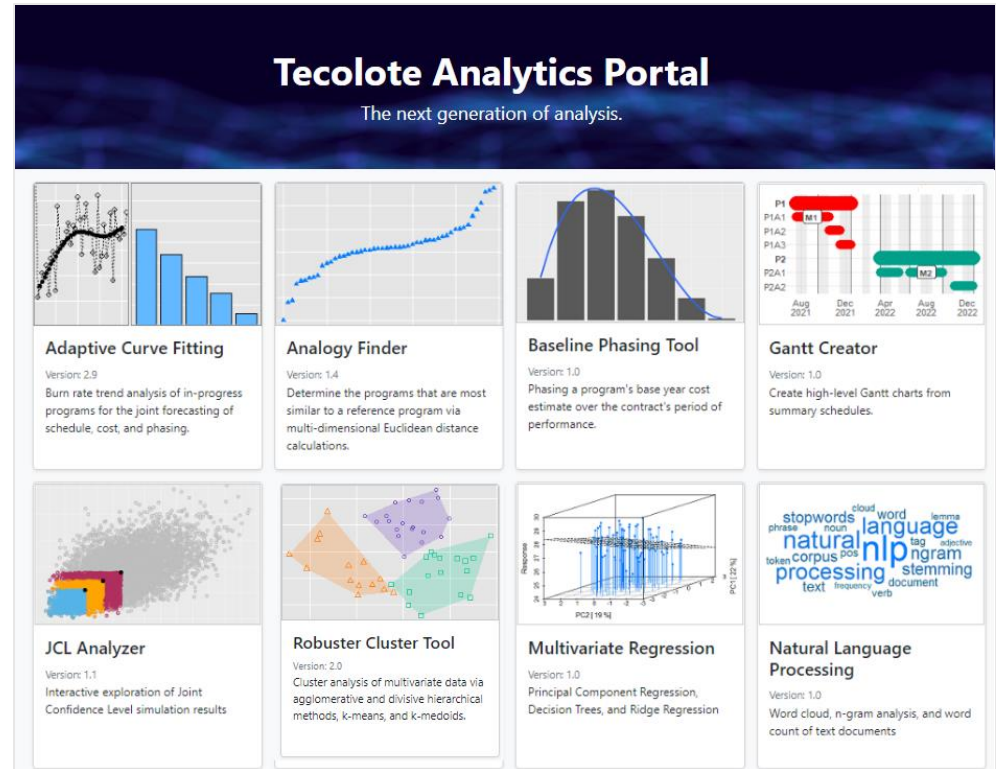 Tecolote Analytics Portal
The next generation of analysis.
P1
P1A1
M1
P1A2
P1A3
P2
P2A1
M2
P2A2
Aug
2021
Dec
2021
Apr
2022
Aug
2022
Dec
2022
Adaptive Curve Fitting
Version: 2.9
Burn rate trend analysis of in-progress
programs for the joint forecasting of
schedule, cost, and phasing.
Analogy Finder
Version: 1.4
Determine the programs that are most
similar to a reference program via
multi-dimensional Euclidean distance
calculations.
Baseline Phasing Tool
Version: 1.0
Phasing a program's base year cost
estimate over the contract's period of
performance.
Gantt Creator
Version: 1.0
Create high-level Gantt charts from
summary schedules.
JCL Analyzer
Version: 1.1
Interactive exploration of Joint
Confidence Level simulation results
Robuster Cluster Tool
Version: 2.0
Cluster analysis of multivariate data via
agglomerative and divisive hierarchical
methods, k-means, and k-medoids.
Response
PC2[ 19 %]
Multivariate Regression
Version: 1.0
Principal Component Regression,
Decision Trees, and Ridge Regression
cloud
stopwords
word
lemma
phrase
noun
language
natural
nlp
tag
adjective
token
corpus
pos
ngram
processing
stemming
text
frequency
document
verb
Natural Language
Processing
Version: 1.0
Word cloud, n-gram analysis, and word
count of text documents